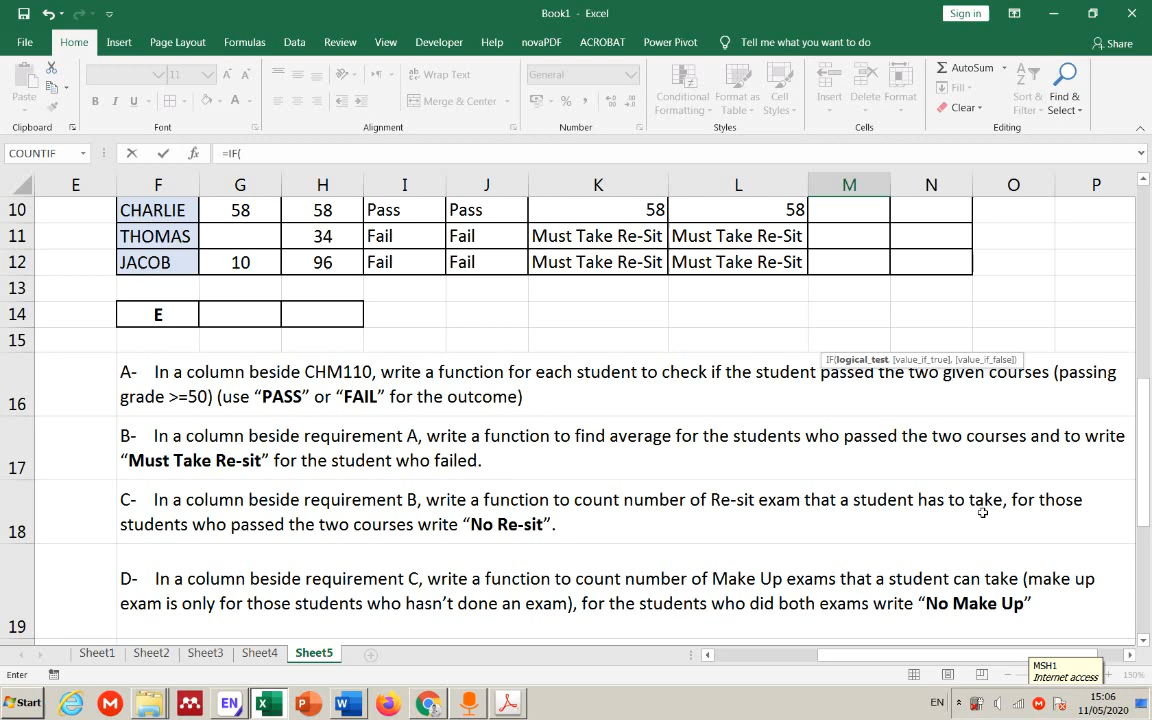 Book1 - Excel
Sign in
File Home Insert Page Layout Formulas Data Review View Developer Help novaPDF ACROBAT Power Pivot Tell me what you want to do Share
Paste
11
B I U
A A
Wrap Text
Merge & Center
General
%
Conditional Formatting
Format as Table
Cell Styles
Insert Delete Format
AutoSum
Fill
Clear
Sort & Filter
Find & Select
Clipboard Font Alignment Number Styles Cells Editing
COUNTIF fx =IF(
E F G H I J K L M N O P
10 CHARLIE 58 58 Pass Pass 58 58
11 THOMAS 34 Fail Fail Must Take Re-Sit Must Take Re-Sit
12 JACOB 10 96 Fail Fail Must Take Re-Sit Must Take Re-Sit
13
14 E
15
IF(logical_test, [value_if_true], [value_if_false])
A- In a column beside CHM110, write a function for each student to check if the student passed the two given courses (passing
16 grade >=50) (use “PASS” or “FAIL” for the outcome)
B- In a column beside requirement A, write a function to find average for the students who passed the two courses and to write
17 “Must Take Re-sit” for the student who failed.
C- In a column beside requirement B, write a function to count number of Re-sit exam that a student has to take, for those
18 students who passed the two courses write “No Re-sit”.
D- In a column beside requirement C, write a function to count number of Make Up exams that a student can take (make up
exam is only for those students who hasn’t done an exam), for the students who did both exams write “No Make Up”
19
Sheet1 Sheet2 Sheet3 Sheet4 Sheet5
Enter
150%
MSH1
Internet access
Start
EN
EN
15:06
11/05/2020